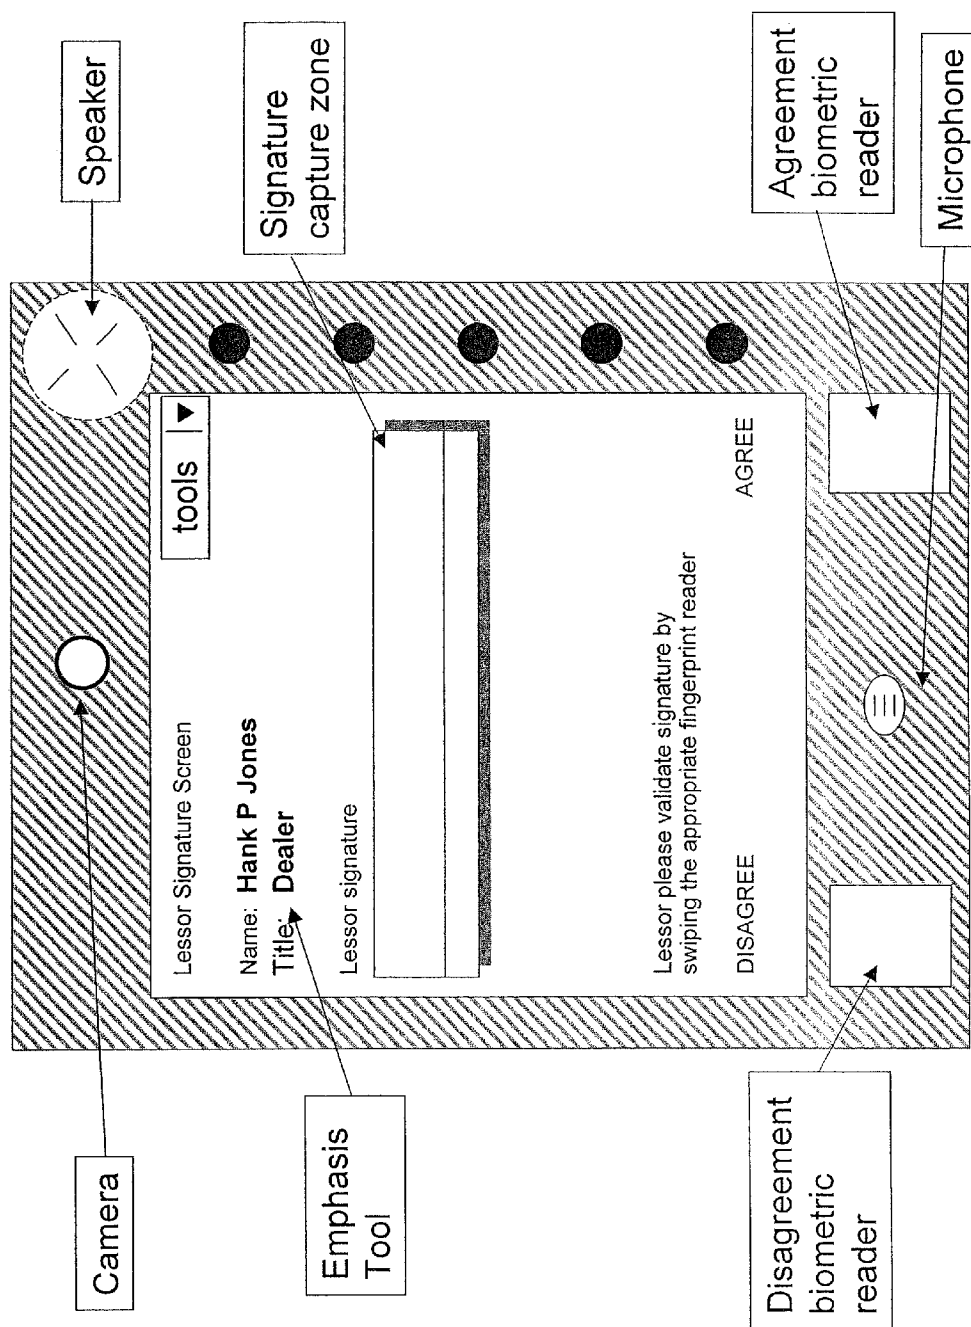 Camera
Speaker
Emphasis
Tool
Signature
capture zone
Lessor Signature Screen
tools
Name: Hank P Jones
Title: Dealer
Lessor signature
Lessor please validate signature by
swiping the appropriate fingerprint reader
DISAGREE
AGREE
Disagreement
biometric
reader
Agreement
biometric
reader
Microphone